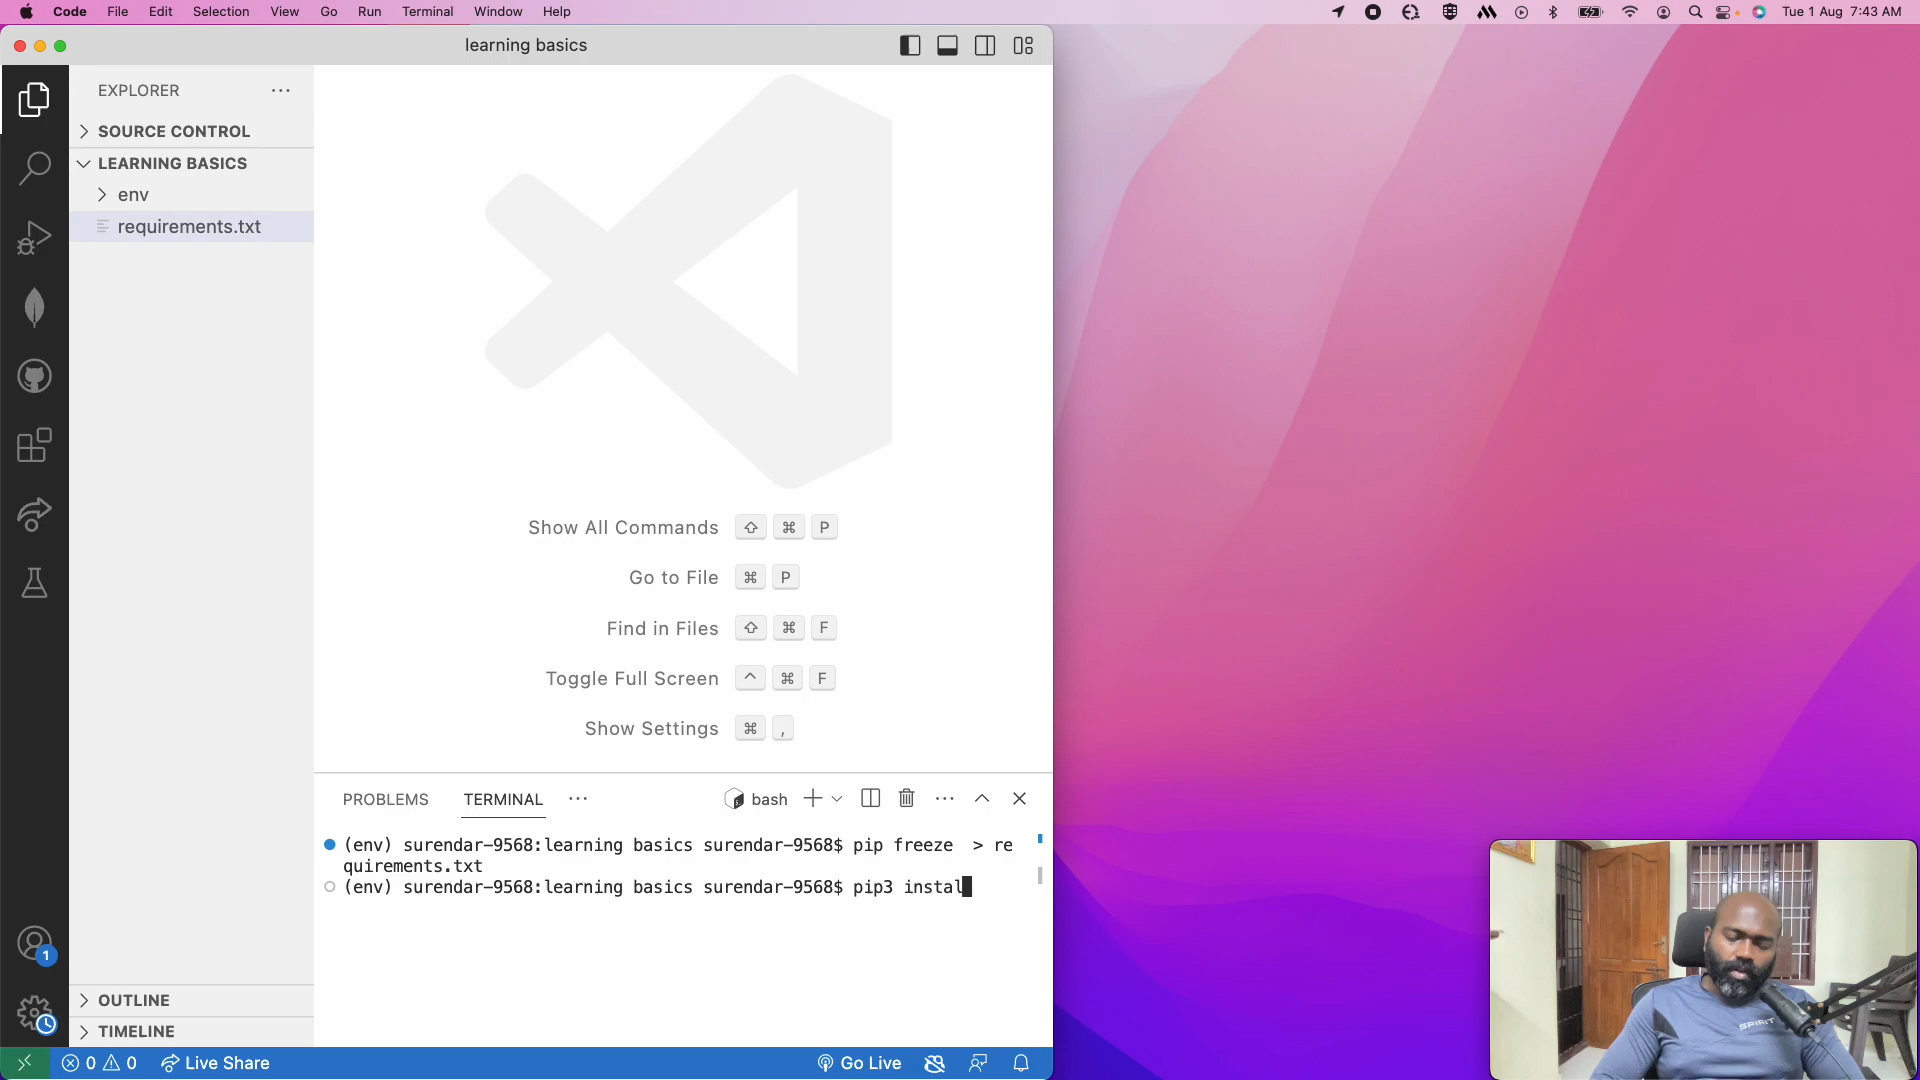 Code File Edit Selection View Go Run Terminal Window Help
Tue 1 Aug 7:43 AM
learning basics
EXPLORER
SOURCE CONTROL
LEARNING BASICS
env
requirements.txt
Show All Commands ⇧ ⌘ P
Go to File ⌘ P
Find in Files ⇧ ⌘ F
Toggle Full Screen ^ ⌘ F
Show Settings ⌘ ,
PROBLEMS TERMINAL
bash
(env) surendar-9568:learning basics surendar-9568$ pip freeze  > re
quirements.txt
(env) surendar-9568:learning basics surendar-9568$ pip3 instal
1
OUTLINE
TIMELINE
0 0 Live Share
Go Live
SPIRIT